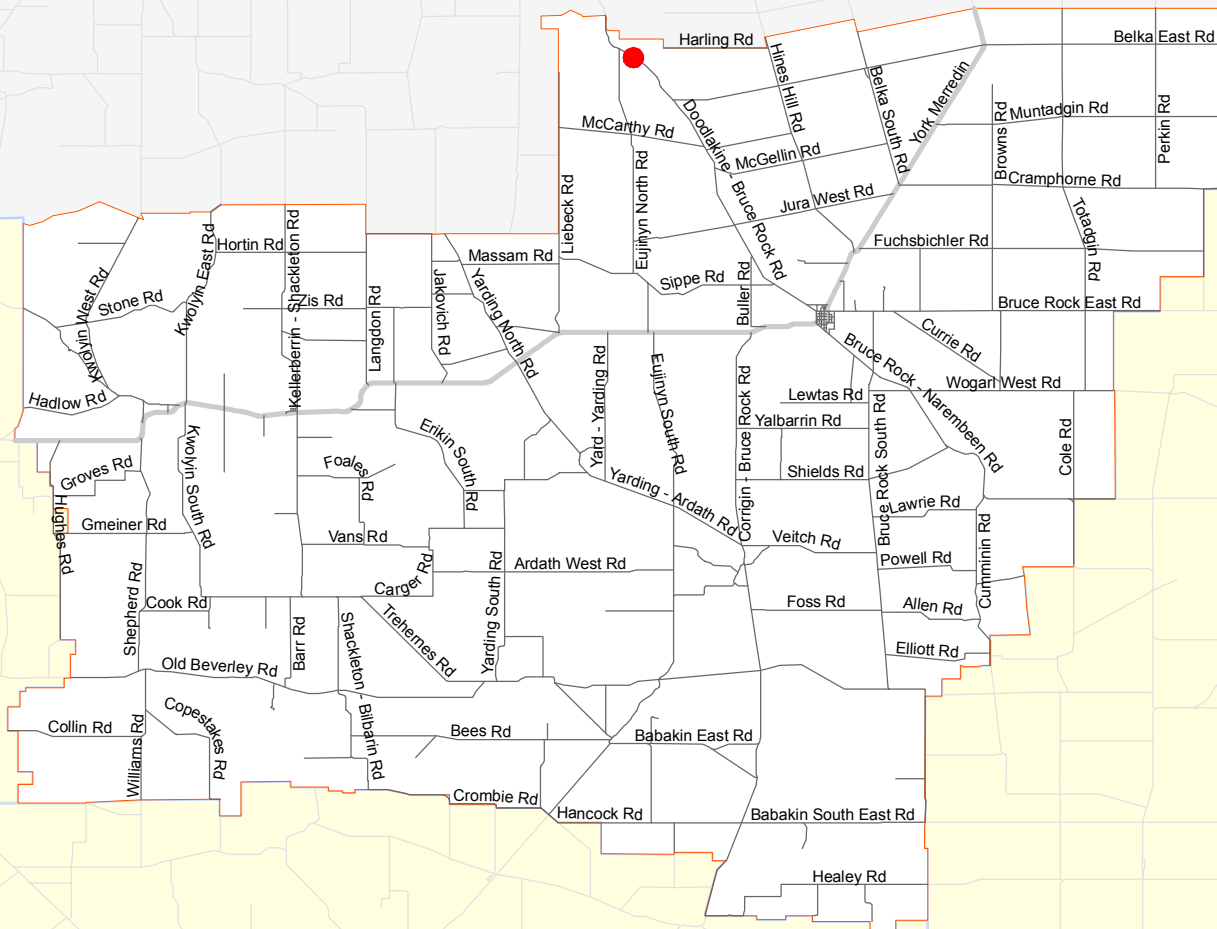 Harling Rd
Belka East Rd
Hines Hill Rd
Belka South Rd
York Merredin
Doodlakine - Bruce Rock Rd
McCarthy Rd
Muntadgin Rd
Browns Rd
Perkin Rd
McGellin Rd
Cramphorne Rd
Liebeck Rd
Eujinyn North Rd
Jura West Rd
Totadgin Rd
Hortin Rd
Kwolyin East Rd
Kellerberrin - Shackleton Rd
Massam Rd
Fuchsbichler Rd
Kwolyin West Rd
Stone Rd
Zis Rd
Langdon Rd
Jakovich Rd
Yarding North Rd
Sippe Rd
Buller Rd
Bruce Rock East Rd
Currie Rd
Bruce Rock - Narembeen Rd
Wogarl West Rd
Hadlow Rd
Yard - Yarding Rd
Eujinyn South Rd
Corrigin - Bruce Rock Rd
Lewtas Rd
Yalbarrin Rd
Bruce Rock South Rd
Cole Rd
Kwolyin South Rd
Erikin South Rd
Groves Rd
Foales Rd
Shields Rd
Yarding - Ardath Rd
Lawrie Rd
Hughes Rd
Gmeiner Rd
Vans Rd
Veitch Rd
Cumminin Rd
Shepherd Rd
Carger Rd
Yarding South Rd
Ardath West Rd
Powell Rd
Cook Rd
Barr Rd
Shackleton - Bilbarin Rd
Trehernes Rd
Foss Rd
Allen Rd
Elliott Rd
Old Beverley Rd
Collin Rd
Williams Rd
Copestakes Rd
Bees Rd
Babakin East Rd
Crombie Rd
Hancock Rd
Babakin South East Rd
Healey Rd